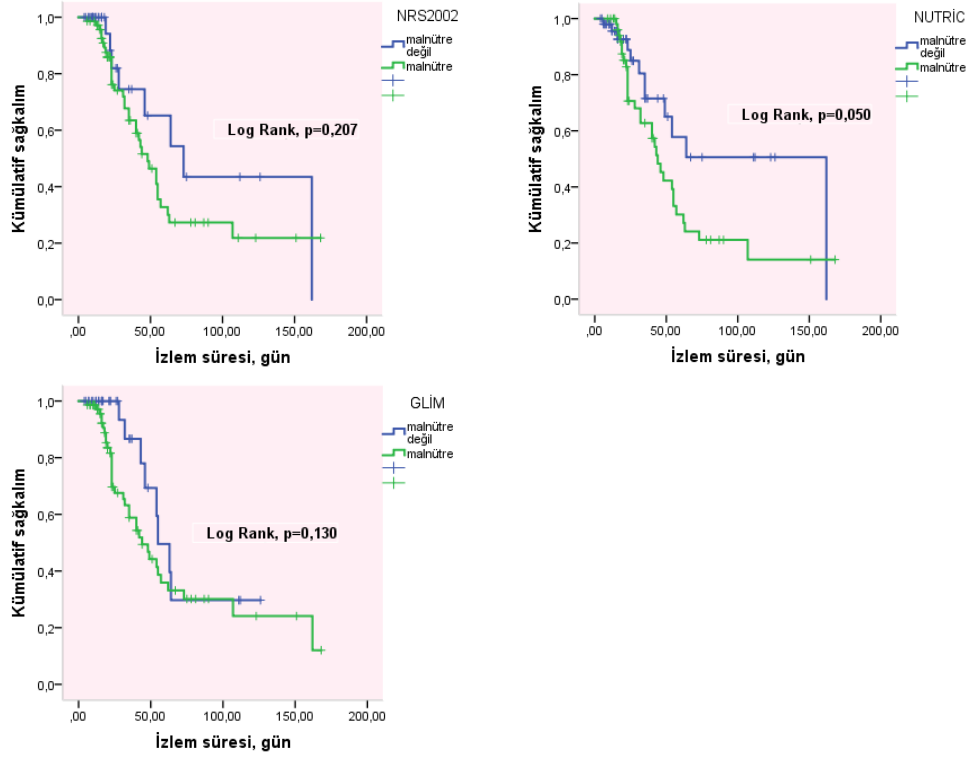 NRS2002
malnütre
değil
malnütre
Log Rank, p=0,207
Kümülatif sağkalım
1,0
0,8
0,6
0,4
0,2
0,0
,00
50,00
100,00
150,00
200,00
İzlem süresi, gün
NUTRİC
malnütre
değil
malnütre
Log Rank, p=0,050
Kümülatif sağkalım
1,0
0,8
0,6
0,4
0,2
0,0
,00
50,00
100,00
150,00
200,00
İzlem süresi, gün
GLİM
malnütre
değil
malnütre
Log Rank, p=0,130
Kümülatif sağkalım
1,0
0,8
0,6
0,4
0,2
0,0
,00
50,00
100,00
150,00
200,00
İzlem süresi, gün